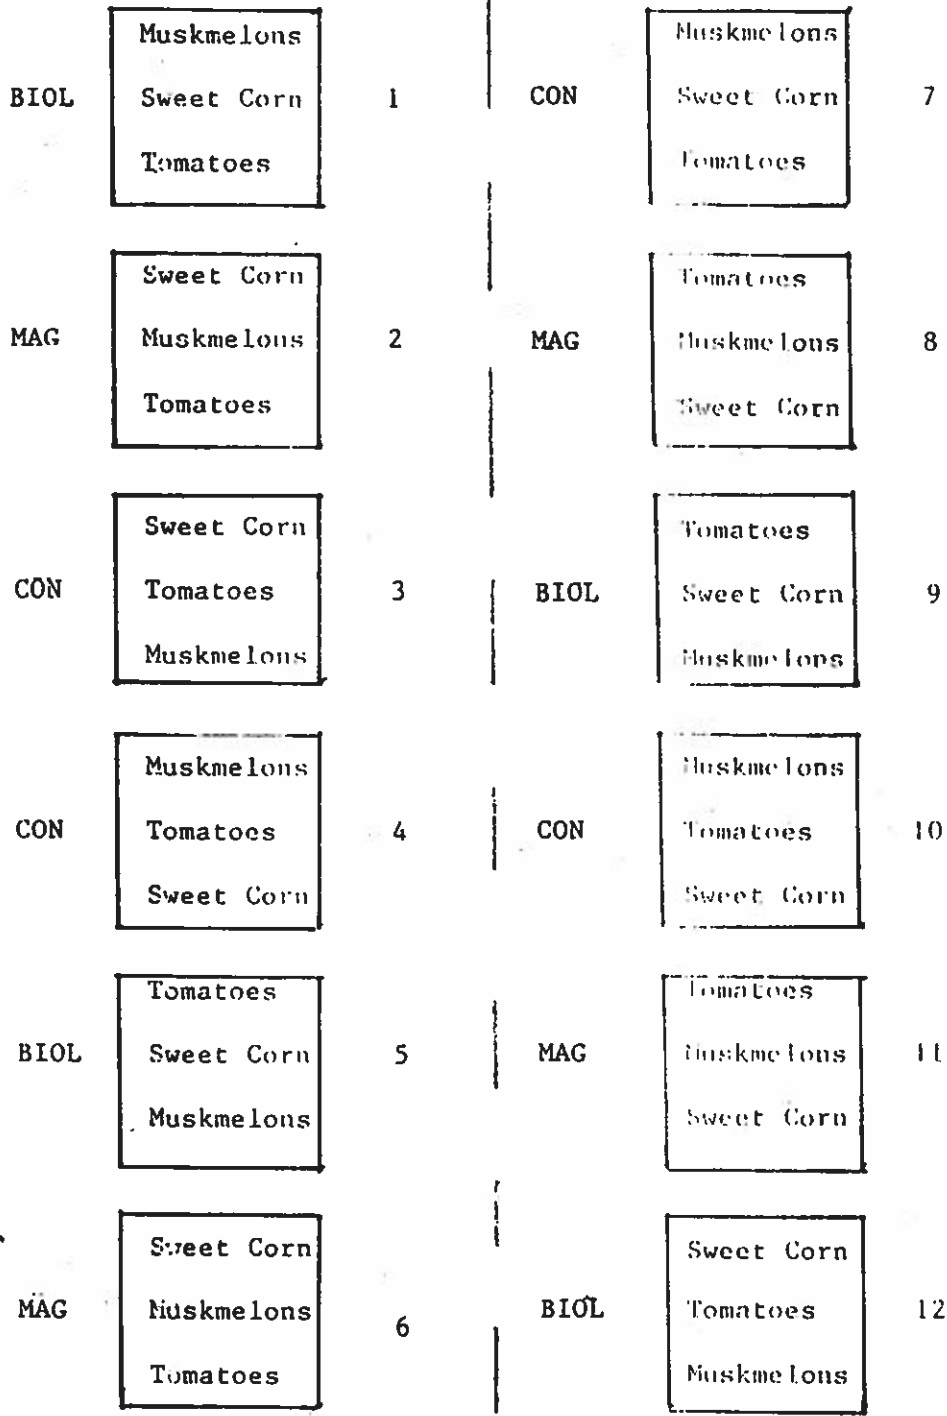 Muskmelons
BIOL Sweet Corn 1
Tomatoes
Sweet Corn
MAG Muskmelons 2
Tomatoes
Sweet Corn
CON Tomatoes 3
Muskmelons
Muskmelons
CON Tomatoes 4
Sweet Corn
Tomatoes
BIOL Sweet Corn 5
Muskmelons
Sweet Corn
MAG Muskmelons 6
Tomatoes
Muskmelons
CON Sweet Corn 7
Tomatoes
Tomatoes
MAG Muskmelons 8
Sweet Corn
Tomatoes
BIOL Sweet Corn 9
Muskmelons
Muskmelons
CON Tomatoes 10
Sweet Corn
Tomatoes
MAG Muskmelons 11
Sweet Corn
Sweet Corn
BIOL Tomatoes 12
Muskmelons